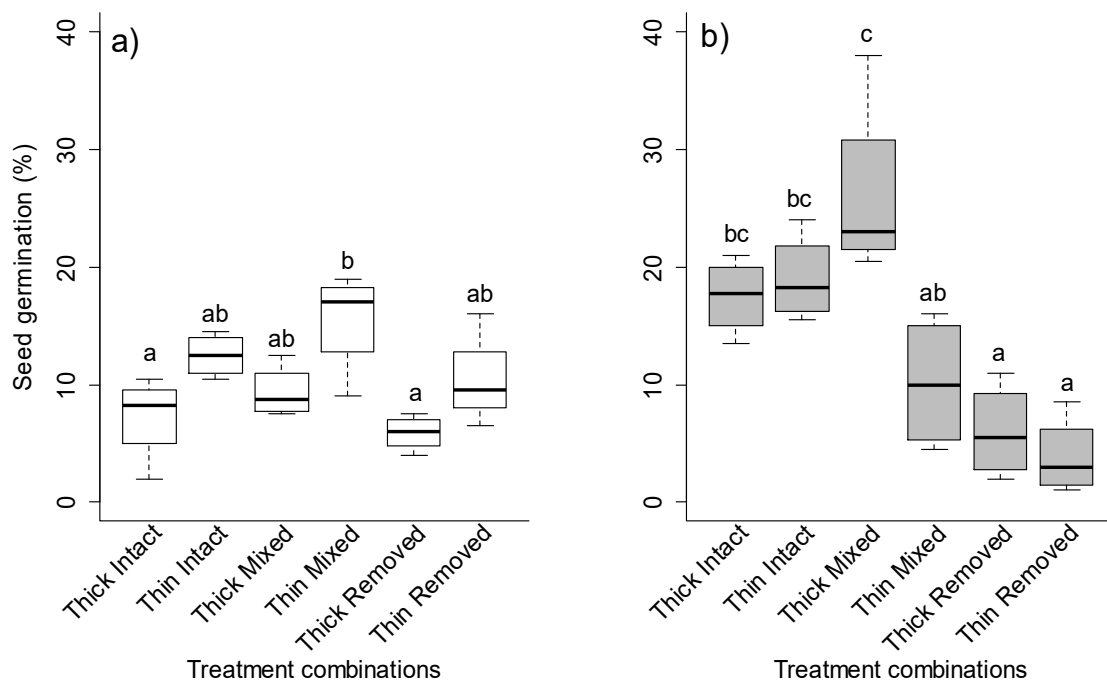 a)
Seed germination (%)
40
30
20
10
0
a
ab
ab
b
a
ab
Thick Intact
Thin Intact
Thick Mixed
Thin Mixed
Thick Removed
Thin Removed
Treatment combinations
b)
40
30
20
10
0
bc
bc
c
ab
a
a
Thick Intact
Thin Intact
Thick Mixed
Thin Mixed
Thick Removed
Thin Removed
Treatment combinations